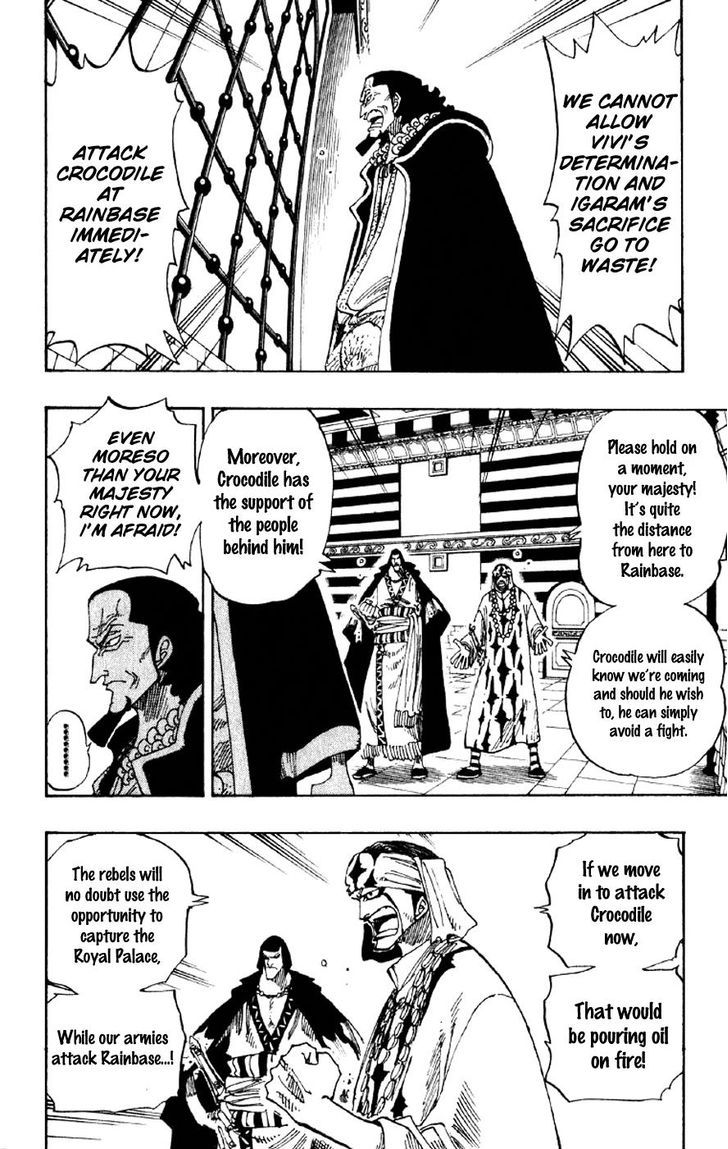 WE CANNOT
ALLOW
VIVI'S
DETERMINA-
TION AND
IGARAM'S
SACRIFICE
GO TO
WASTE!
ATTACK
CROCODILE
AT
RAINBASE
IMMEDI-
ATELY!
Please hold on
a moment,
your majesty!
It's quite
the distance
from here to
Rainbase.
Crocodile will easily
know we're coming
and should he wish
to, he can simply
avoid a fight.
Moreover,
Crocodile has
the support of
the people
behind him!
EVEN
MORESO
THAN YOUR
MAJESTY
RIGHT NOW,
I'M AFRAID!
.........
If we move
in to attack
Crocodile
now,
That would
be pouring oil
on fire!
The rebels will
no doubt use the
opportunity to
capture the
Royal Palace,
While our armies
attack Rainbase...!